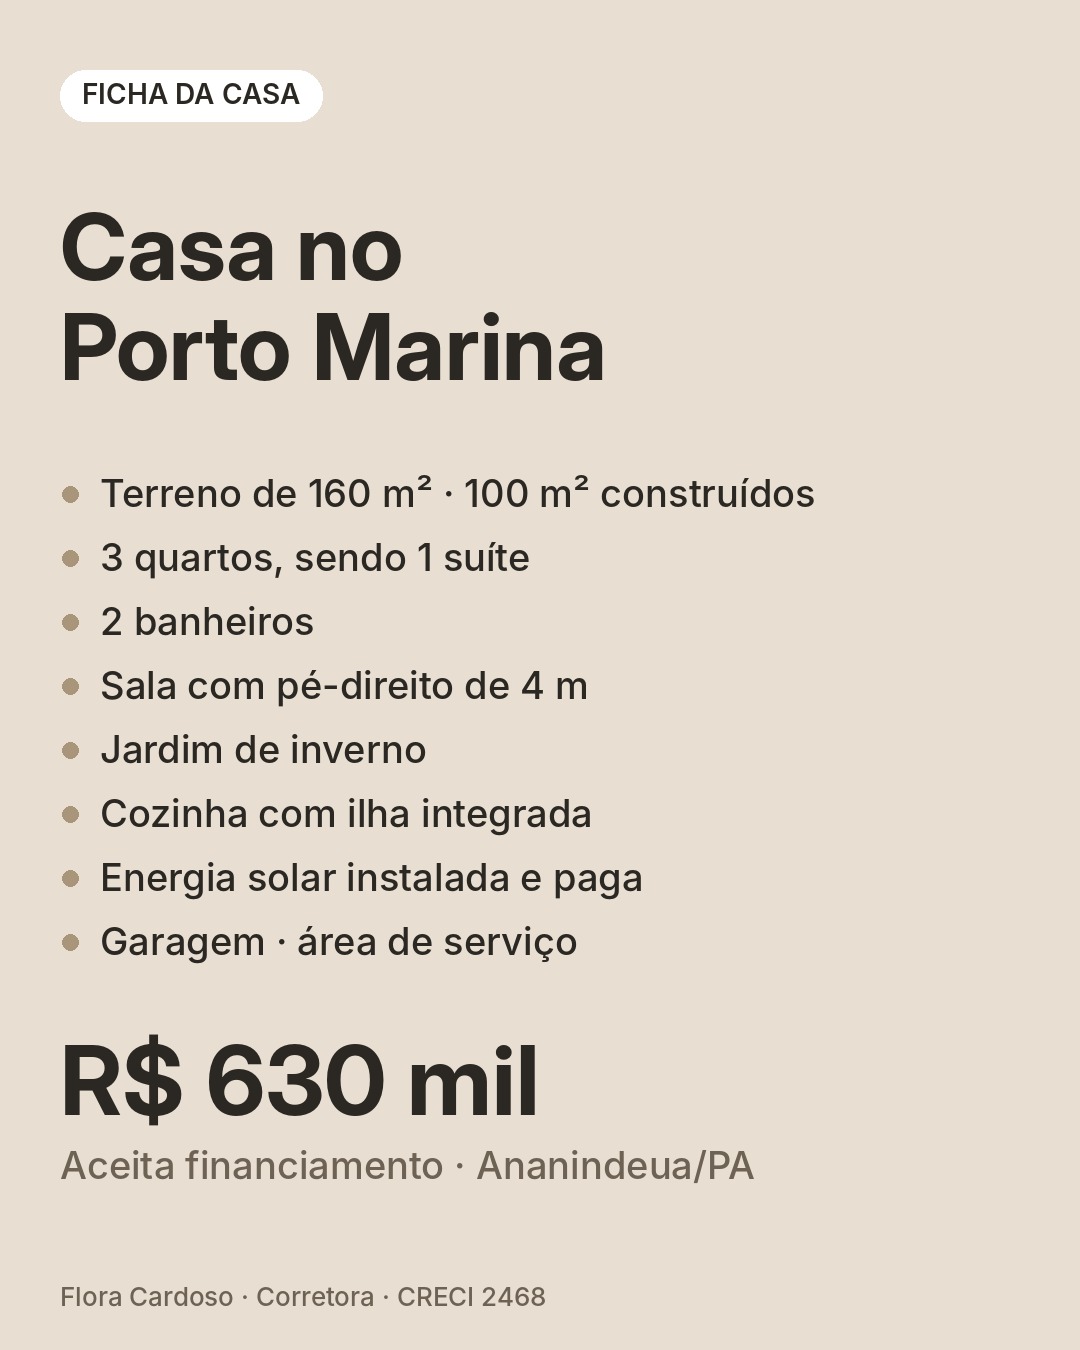 FICHA DA CASA
Casa no
Porto Marina
Terreno de 160 m² · 100 m² construídos
3 quartos, sendo 1 suíte
2 banheiros
Sala com pé-direito de 4 m
Jardim de inverno
Cozinha com ilha integrada
Energia solar instalada e paga
Garagem · área de serviço
R$ 630 mil
Aceita financiamento · Ananindeua/PA
Flora Cardoso · Corretora · CRECI 2468